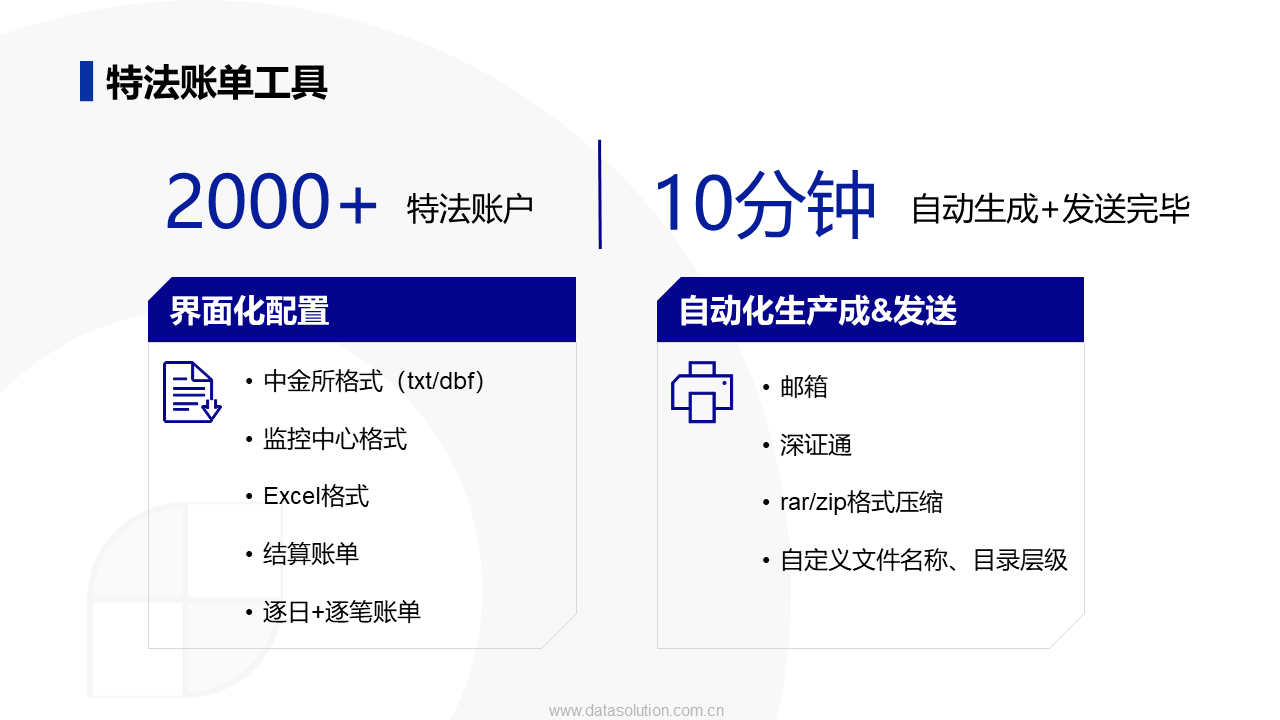 特法账单工具
2000+ 特法账户
10分钟 自动生成+发送完毕
界面化配置
• 中金所格式（txt/dbf）
• 监控中心格式
• Excel格式
• 结算账单
• 逐日+逐笔账单
自动化生产成&发送
• 邮箱
• 深证通
• rar/zip格式压缩
• 自定义文件名称、目录层级
www.datasolution.com.cn